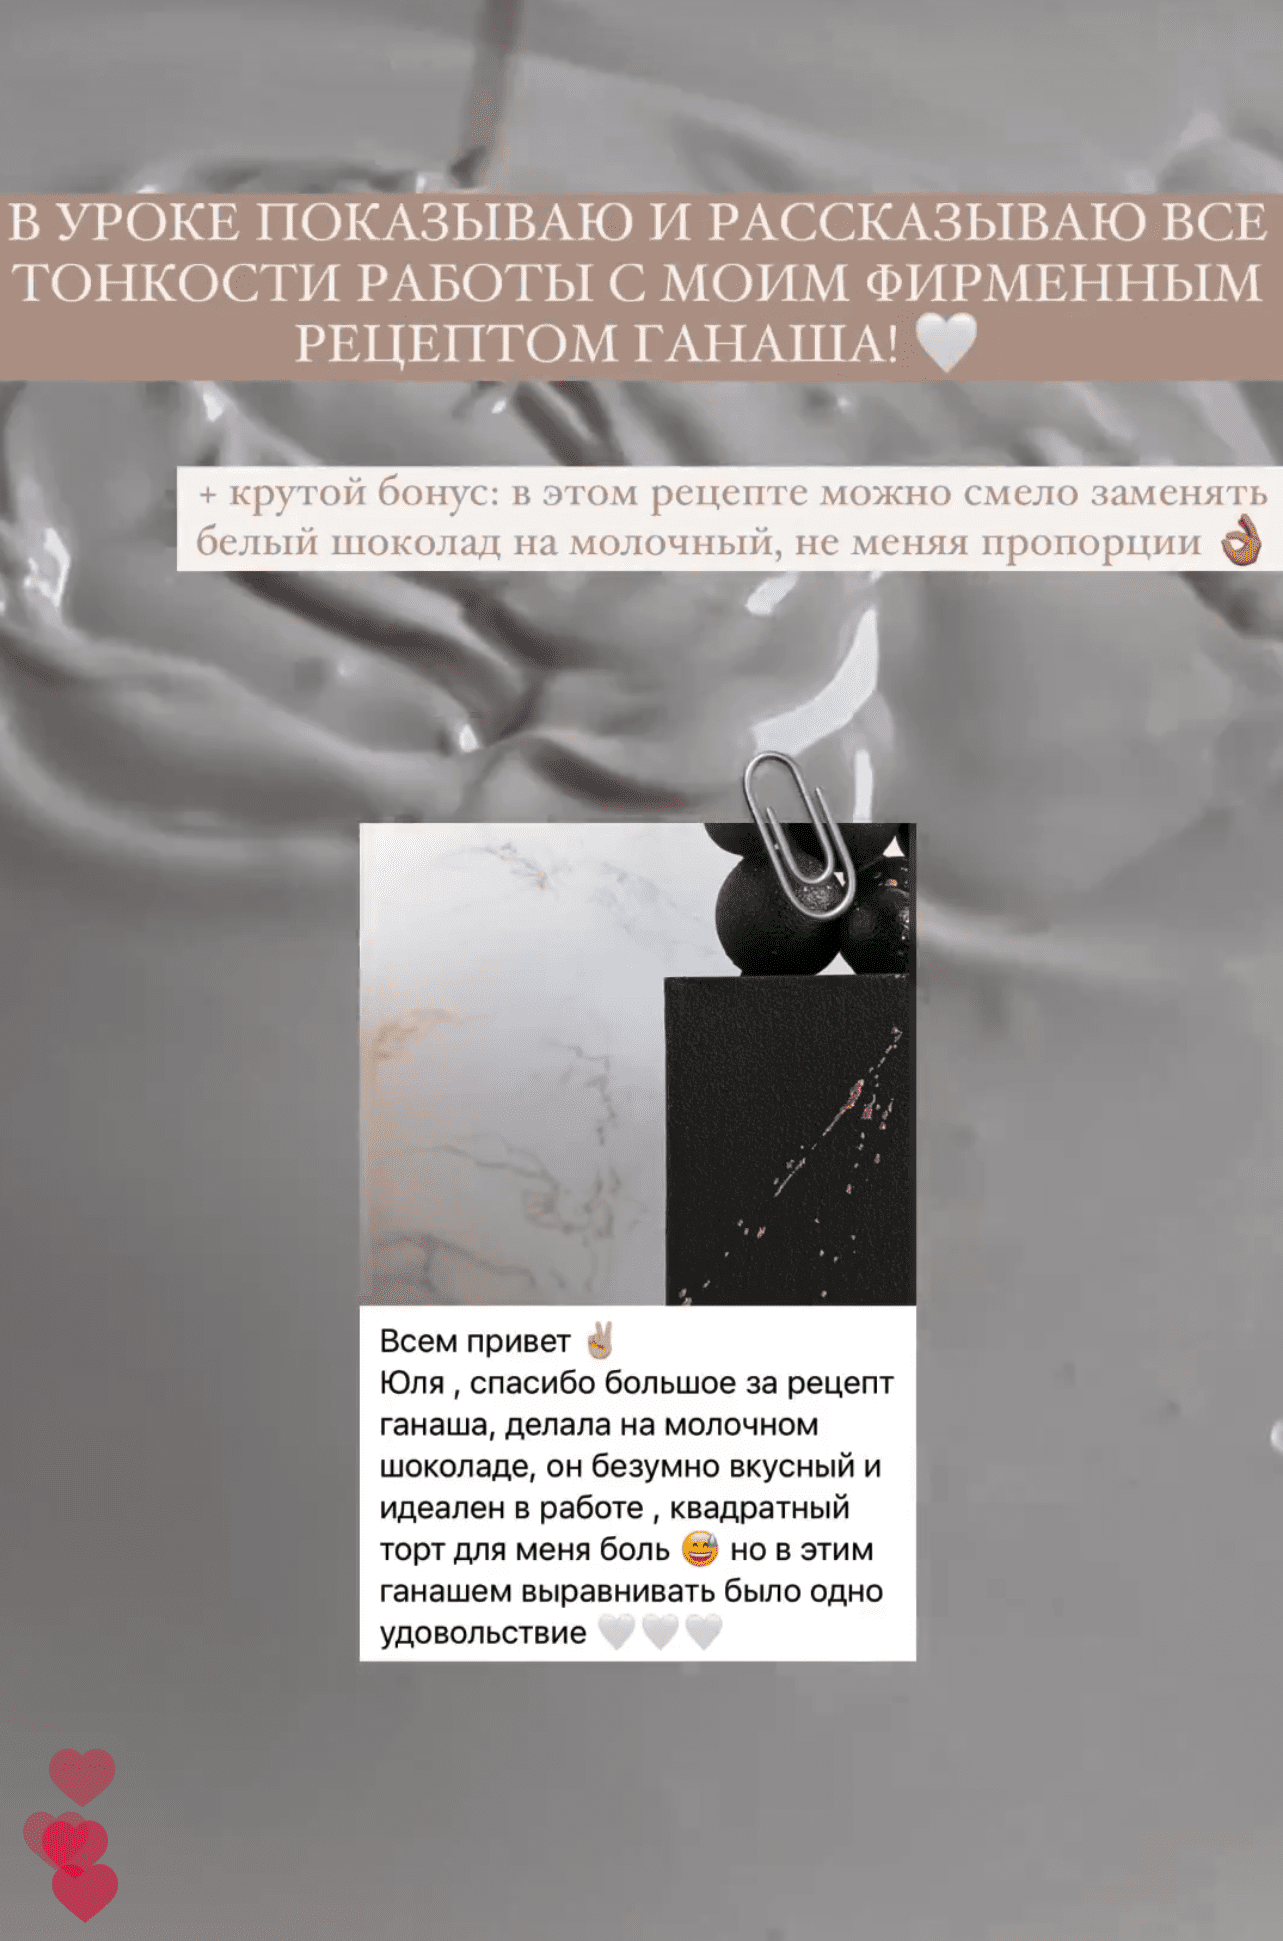 В УРОКЕ ПОКАЗЫВАЮ И РАССКАЗЫВАЮ ВСЕ
ТОНКОСТИ РАБОТЫ С МОИМ ФИРМЕННЫМ
РЕЦЕПТОМ ГАНАША! 🤍
+ крутой бонус: в этом рецепте можно смело заменять
белый шоколад на молочный, не меняя пропорции 👌🏽
Всем привет ✌🏼
Юля , спасибо большое за рецепт
ганаша, делала на молочном
шоколаде, он безумно вкусный и
идеален в работе , квадратный
торт для меня боль 😅 но в этим
ганашем выравнивать было одно
удовольствие 🤍🤍🤍